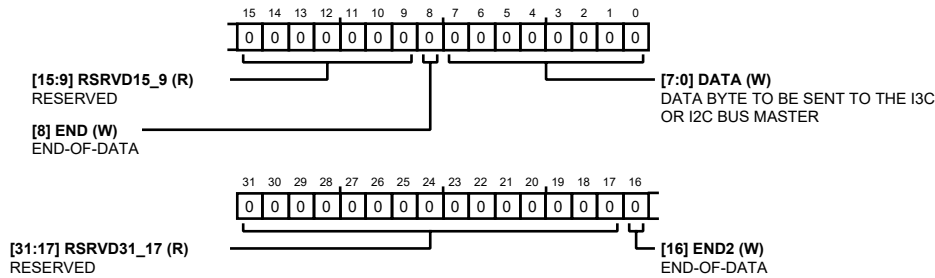 15 14 13 12 11 10 9 8 7 6 5 4 3 2 1 0
0 0 0 0 0 0 0 0 0 0 0 0 0 0 0 0
[15:9] RSRVD15_9 (R)
RESERVED
[8] END (W)
END-OF-DATA
[7:0] DATA (W)
DATA BYTE TO BE SENT TO THE I3C
OR I2C BUS MASTER
31 30 29 28 27 26 25 24 23 22 21 20 19 18 17 16
0 0 0 0 0 0 0 0 0 0 0 0 0 0 0 0
[31:17] RSRVD31_17 (R)
RESERVED
[16] END2 (W)
END-OF-DATA